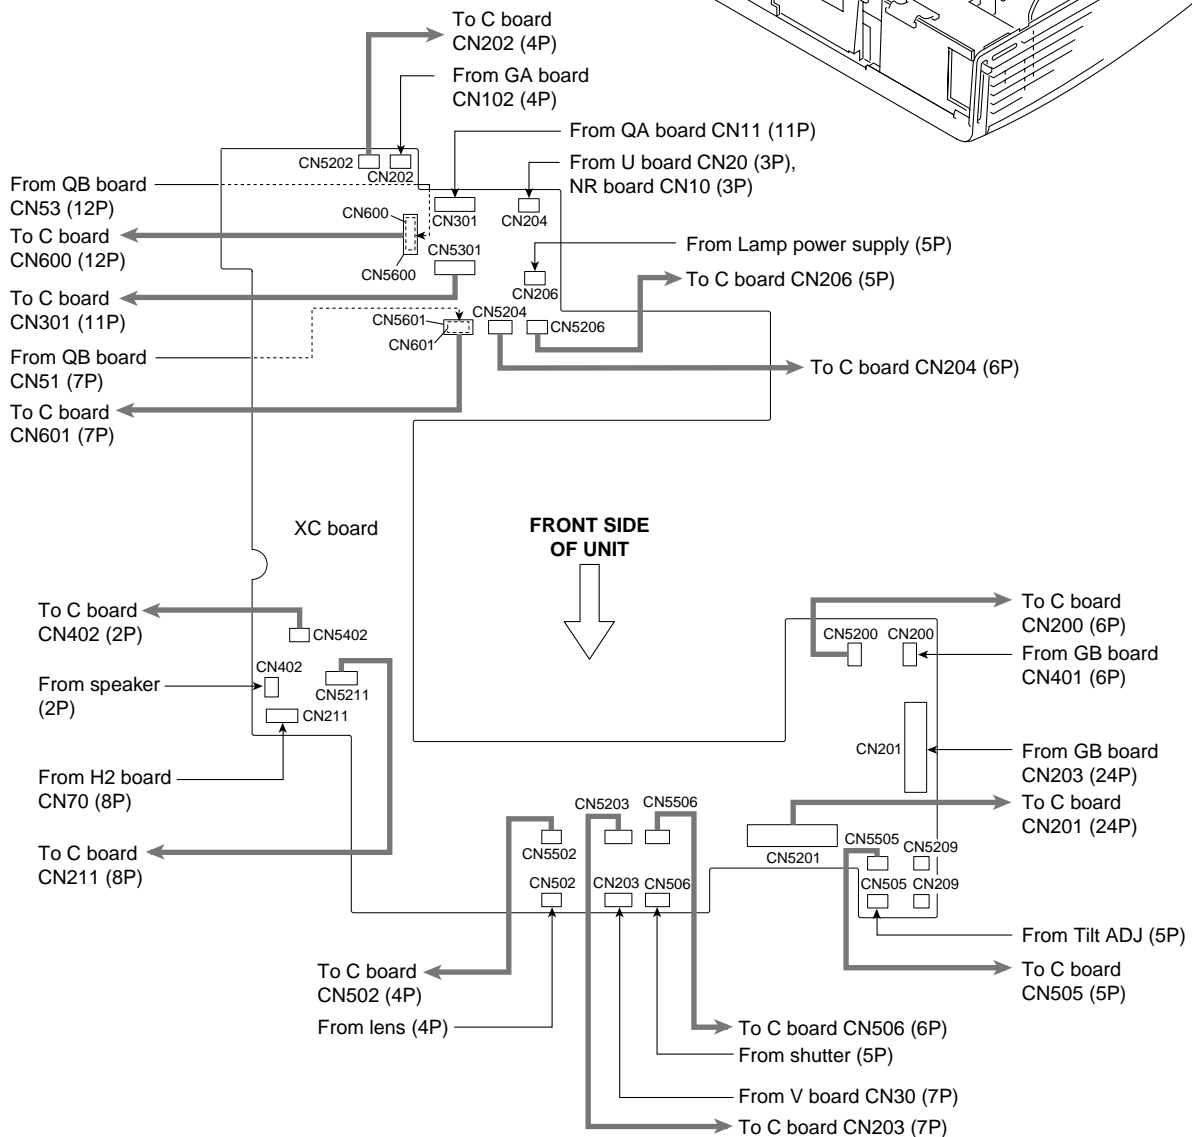 To C board
CN202 (4P)
From GA board
CN102 (4P)
From QA board CN11 (11P)
From U board CN20 (3P),
NR board CN10 (3P)
CN5202
CN202
From QB board
CN53 (12P)
To C board
CN600 (12P)
CN600
CN5600
CN301
CN204
CN5301
From Lamp power supply (5P)
CN206
To C board CN206 (5P)
To C board
CN301 (11P)
CN5601
CN601
CN5204
CN5206
From QB board
CN51 (7P)
To C board CN204 (6P)
To C board
CN601 (7P)
XC board
FRONT SIDE
OF UNIT
To C board
CN402 (2P)
CN5402
CN402
CN5211
From speaker
(2P)
CN211
From H2 board
CN70 (8P)
To C board
CN211 (8P)
To C board
CN200 (6P)
CN5200
CN200
From GB board
CN401 (6P)
CN201
From GB board
CN203 (24P)
To C board
CN201 (24P)
CN5203
CN5506
CN5502
CN5201
CN5505
CN5209
CN502
CN203
CN506
CN505
CN209
From Tilt ADJ (5P)
To C board
CN505 (5P)
To C board
CN502 (4P)
From lens (4P)
To C board CN506 (6P)
From shutter (5P)
From V board CN30 (7P)
To C board CN203 (7P)